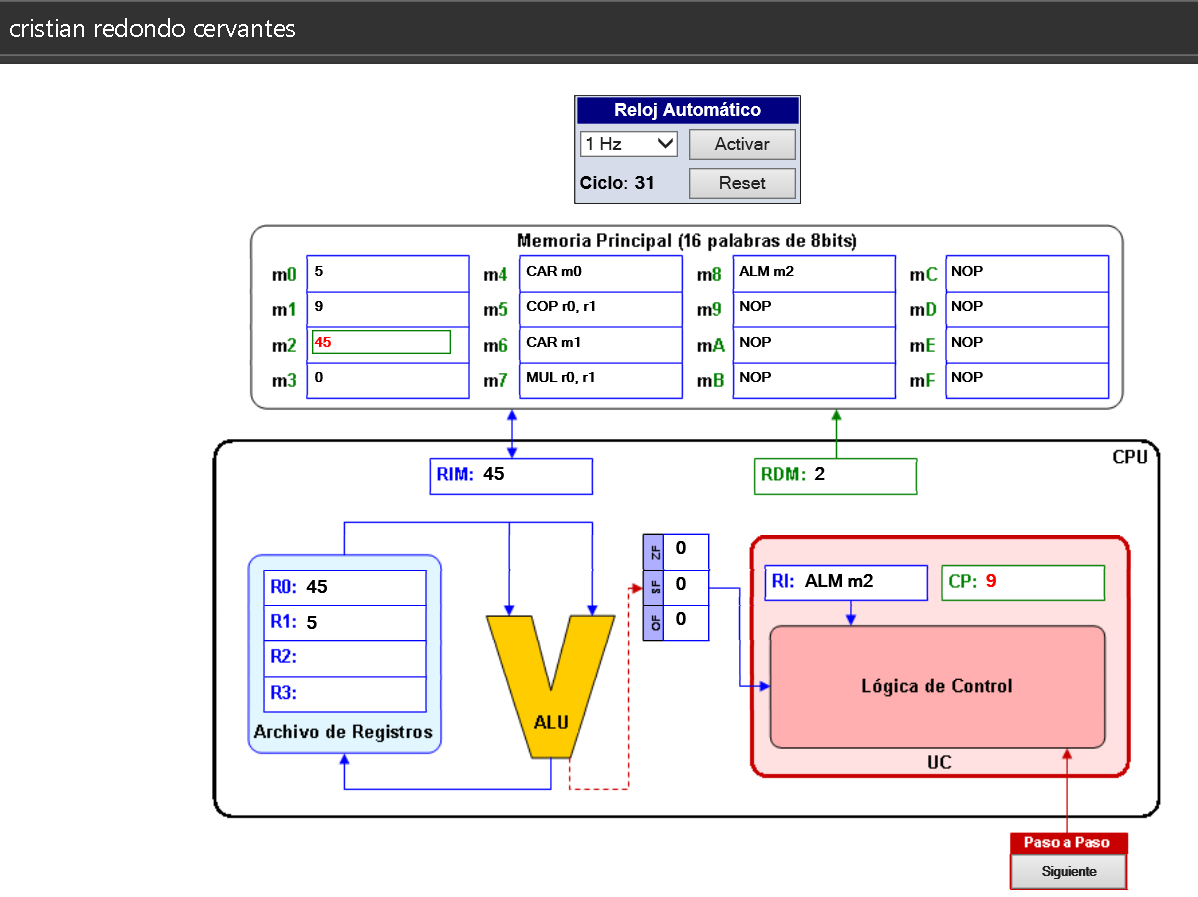 cristian redondo cervantes
Reloj Automático
1 Hz Activar
Ciclo: 31 Reset
Memoria Principal (16 palabras de 8bits)
m0 5 m4 CAR m0 m8 ALM m2 mC NOP
m1 9 m5 COP r0, r1 m9 NOP mD NOP
m2 45 m6 CAR m1 mA NOP mE NOP
m3 0 m7 MUL r0, r1 mB NOP mF NOP
CPU
RIM: 45 RDM: 2
ZF 0
SF 0
OF 0
RI: ALM m2 CP: 9
R0: 45
R1: 5
R2:
R3:
Archivo de Registros
ALU
Lógica de Control
UC
Paso a Paso
Siguiente